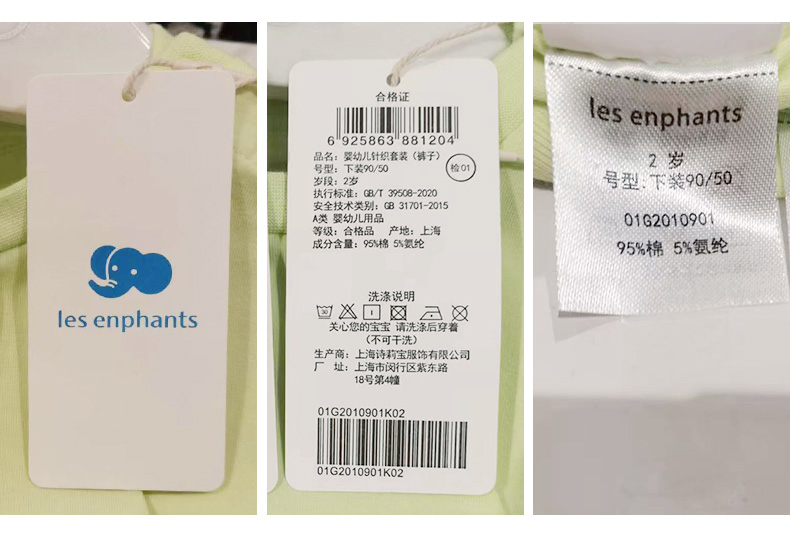 les enphants
合格证
6 925863 881204
品名: 婴幼儿针织套装 (裤子)
号型: 下装90/50
检01
岁段: 2岁
执行标准: GB/T 39508-2020
安全技术类别: GB 31701-2015
A类 婴幼儿用品
等级: 合格品 产地: 上海
成分含量: 95%棉 5%氨纶
洗涤说明
30
关心您的宝宝 请洗涤后穿着
(不可干洗)
生产商: 上海诗莉宝服饰有限公司
厂 址: 上海市闵行区紫东路
18号第4幢
01G2010901K02
01G2010901K02
les enphants
2 岁
号型:下装90/50
01G2010901
95%棉 5%氨纶